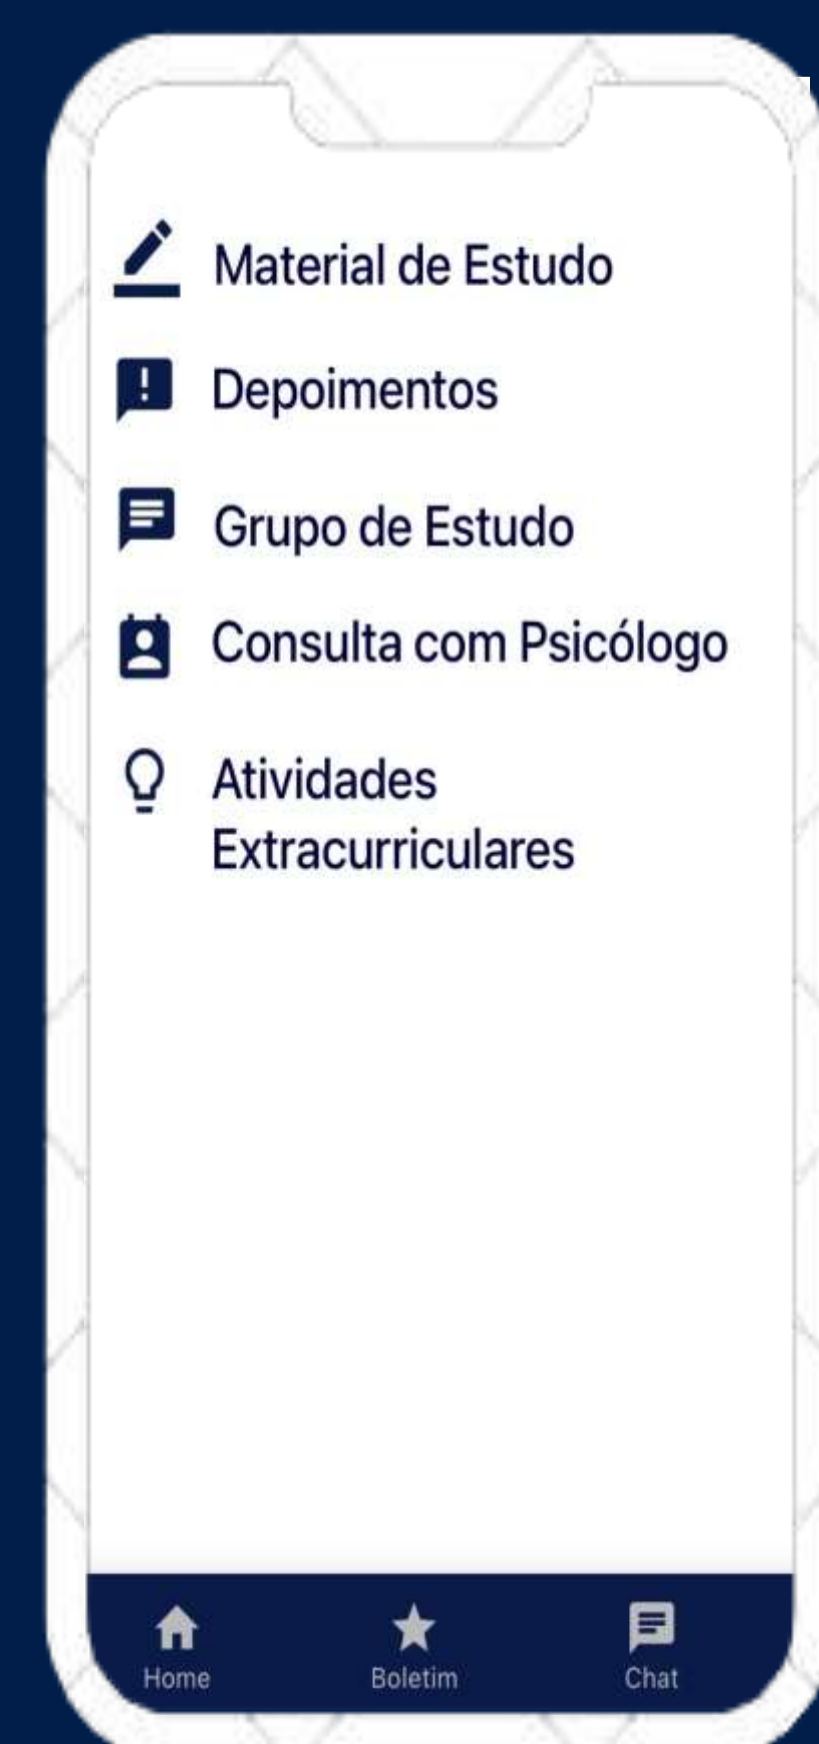 Material de Estudo
Depoimentos
Grupo de Estudo
Consulta com Psicólogo
Atividades
Extracurriculares
Home
Boletim
Chat